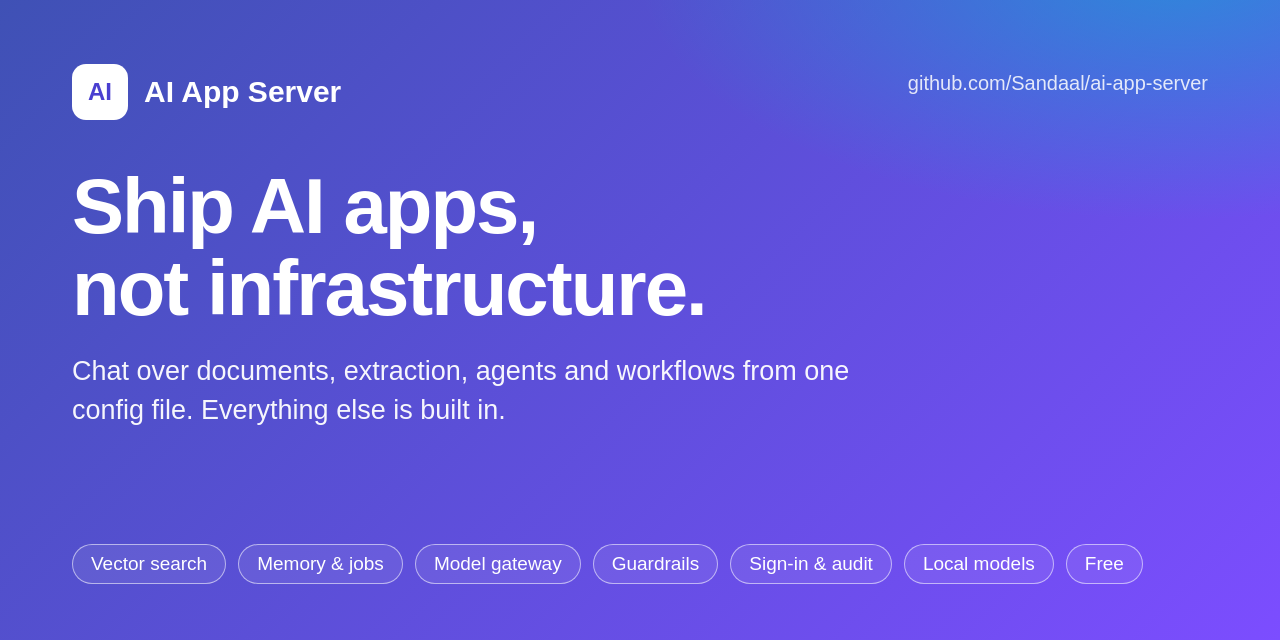 AI
AI App Server
github.com/Sandaal/ai-app-server
Ship AI apps,
not infrastructure.
Chat over documents, extraction, agents and workflows from one
config file. Everything else is built in.
Vector search
Memory & jobs
Model gateway
Guardrails
Sign-in & audit
Local models
Free